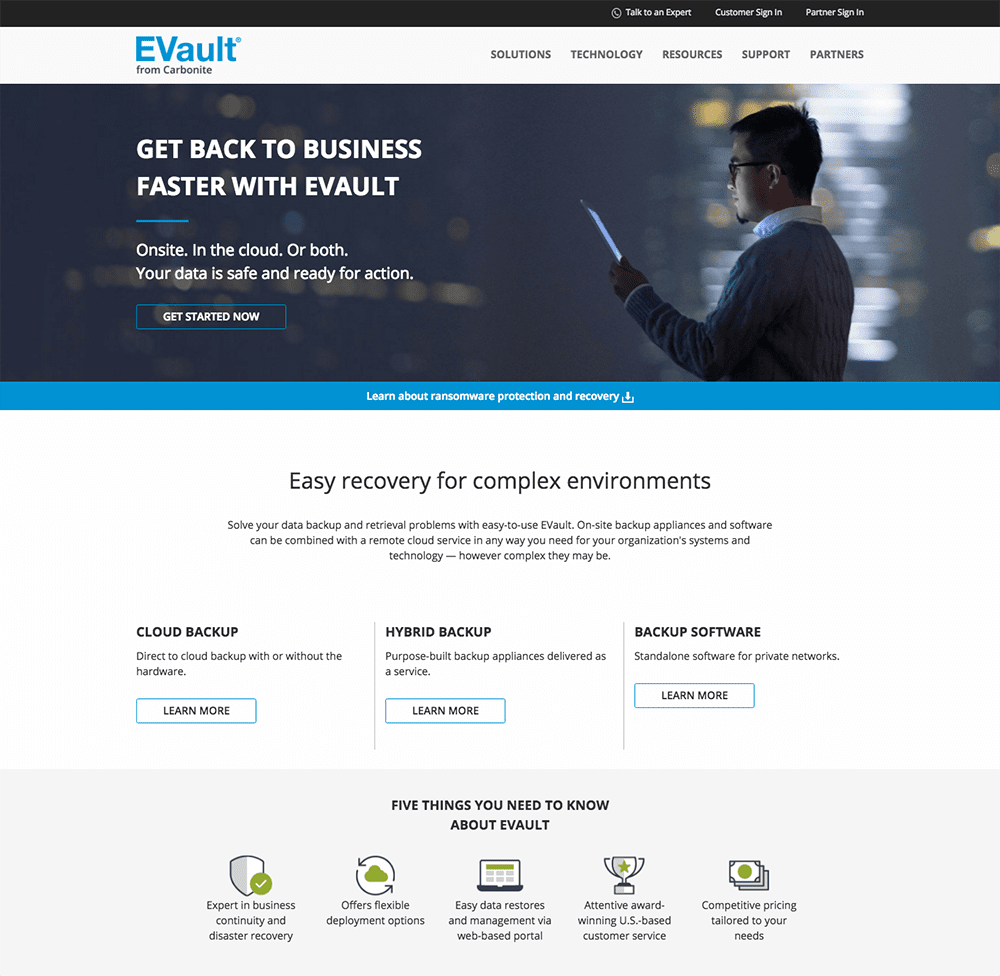 Talk to an Expert Customer Sign In Partner Sign In
EVault®
from Carbonite
SOLUTIONS TECHNOLOGY RESOURCES SUPPORT PARTNERS
GET BACK TO BUSINESS
FASTER WITH EVAULT
Onsite. In the cloud. Or both.
Your data is safe and ready for action.
GET STARTED NOW
Learn about ransomware protection and recovery
Easy recovery for complex environments
Solve your data backup and retrieval problems with easy-to-use EVault. On-site backup appliances and software
can be combined with a remote cloud service in any way you need for your organization's systems and
technology — however complex they may be.
CLOUD BACKUP
Direct to cloud backup with or without the
hardware.
LEARN MORE
HYBRID BACKUP
Purpose-built backup appliances delivered as
a service.
LEARN MORE
BACKUP SOFTWARE
Standalone software for private networks.
LEARN MORE
FIVE THINGS YOU NEED TO KNOW
ABOUT EVAULT
Expert in business
continuity and
disaster recovery
Offers flexible
deployment options
Easy data restores
and management via
web-based portal
Attentive award-
winning U.S.-based
customer service
Competitive pricing
tailored to your
needs